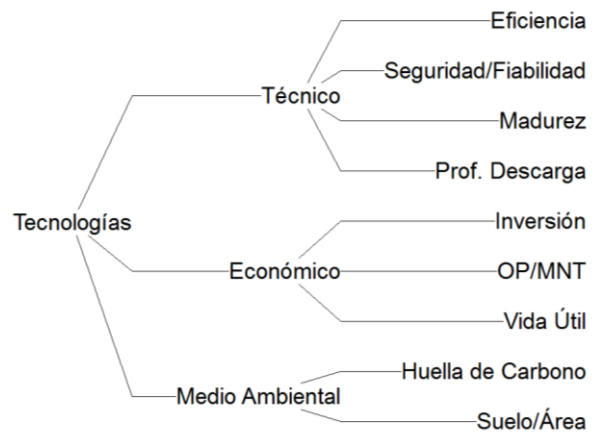 Eficiencia
Seguridad/Fiabilidad
Técnico
Madurez
Prof. Descarga
Tecnologías
Inversión
Económico
OP/MNT
Vida Útil
Huella de Carbono
Medio Ambiental
Suelo/Área